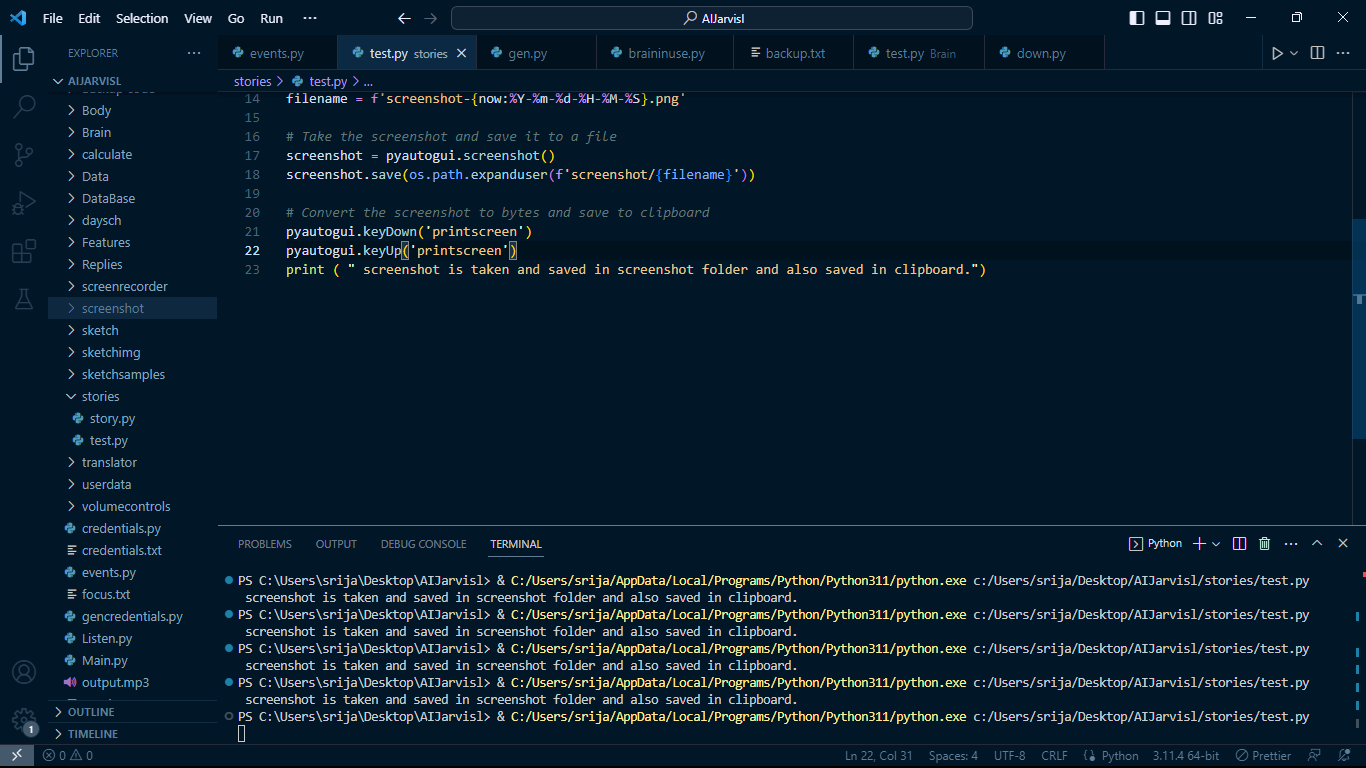 File Edit Selection View Go Run ··· AIJarvisl
EXPLORER ···
events.py test.py stories gen.py braininuse.py backup.txt test.py Brain down.py
AIJARVISL
stories > test.py > ...
Body
Brain
calculate
Data
DataBase
daysch
Features
Replies
screenrecorder
screenshot
sketch
sketchimg
sketchsamples
stories
story.py
test.py
translator
userdata
volumecontrols
credentials.py
credentials.txt
events.py
focus.txt
gencredentials.py
Listen.py
Main.py
output.mp3
OUTLINE
TIMELINE
14 filename = f'screenshot-{now:%Y-%m-%d-%H-%M-%S}.png'
15
16 # Take the screenshot and save it to a file
17 screenshot = pyautogui.screenshot()
18 screenshot.save(os.path.expanduser(f'screenshot/{filename}'))
19
20 # Convert the screenshot to bytes and save to clipboard
21 pyautogui.keyDown('printscreen')
22 pyautogui.keyUp('printscreen')
23 print ( " screenshot is taken and saved in screenshot folder and also saved in clipboard.")
PROBLEMS OUTPUT DEBUG CONSOLE TERMINAL Python
PS C:\Users\srija\Desktop\AIJarvisl> & C:/Users/srija/AppData/Local/Programs/Python/Python311/python.exe c:/Users/srija/Desktop/AIJarvisl/stories/test.py
screenshot is taken and saved in screenshot folder and also saved in clipboard.
PS C:\Users\srija\Desktop\AIJarvisl> & C:/Users/srija/AppData/Local/Programs/Python/Python311/python.exe c:/Users/srija/Desktop/AIJarvisl/stories/test.py
screenshot is taken and saved in screenshot folder and also saved in clipboard.
PS C:\Users\srija\Desktop\AIJarvisl> & C:/Users/srija/AppData/Local/Programs/Python/Python311/python.exe c:/Users/srija/Desktop/AIJarvisl/stories/test.py
screenshot is taken and saved in screenshot folder and also saved in clipboard.
PS C:\Users\srija\Desktop\AIJarvisl> & C:/Users/srija/AppData/Local/Programs/Python/Python311/python.exe c:/Users/srija/Desktop/AIJarvisl/stories/test.py
screenshot is taken and saved in screenshot folder and also saved in clipboard.
PS C:\Users\srija\Desktop\AIJarvisl> & C:/Users/srija/AppData/Local/Programs/Python/Python311/python.exe c:/Users/srija/Desktop/AIJarvisl/stories/test.py
1
0 0 Ln 22, Col 31 Spaces: 4 UTF-8 CRLF Python 3.11.4 64-bit Prettier